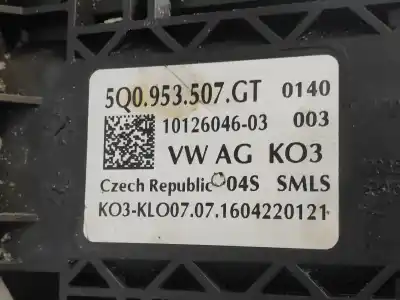 5Q0.953.507.GT 0140
10126046-03 003
VW AG KO3
Czech Republic 04S SMLS
KO3-KLO07.07.1604220121